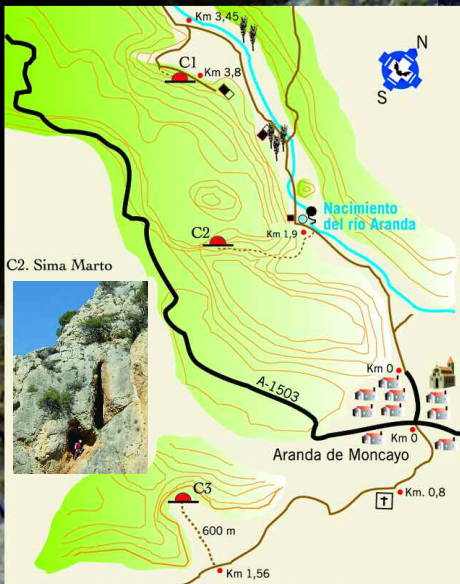 Km 3,45
N
S
C1
Km 3,8
Nacimiento
del río Aranda
C2
Km 1,9
C2. Sima Marto
Km 0
A-1503
Km 0
Aranda de Moncayo
Km. 0,8
C3
600 m
Km 1,56